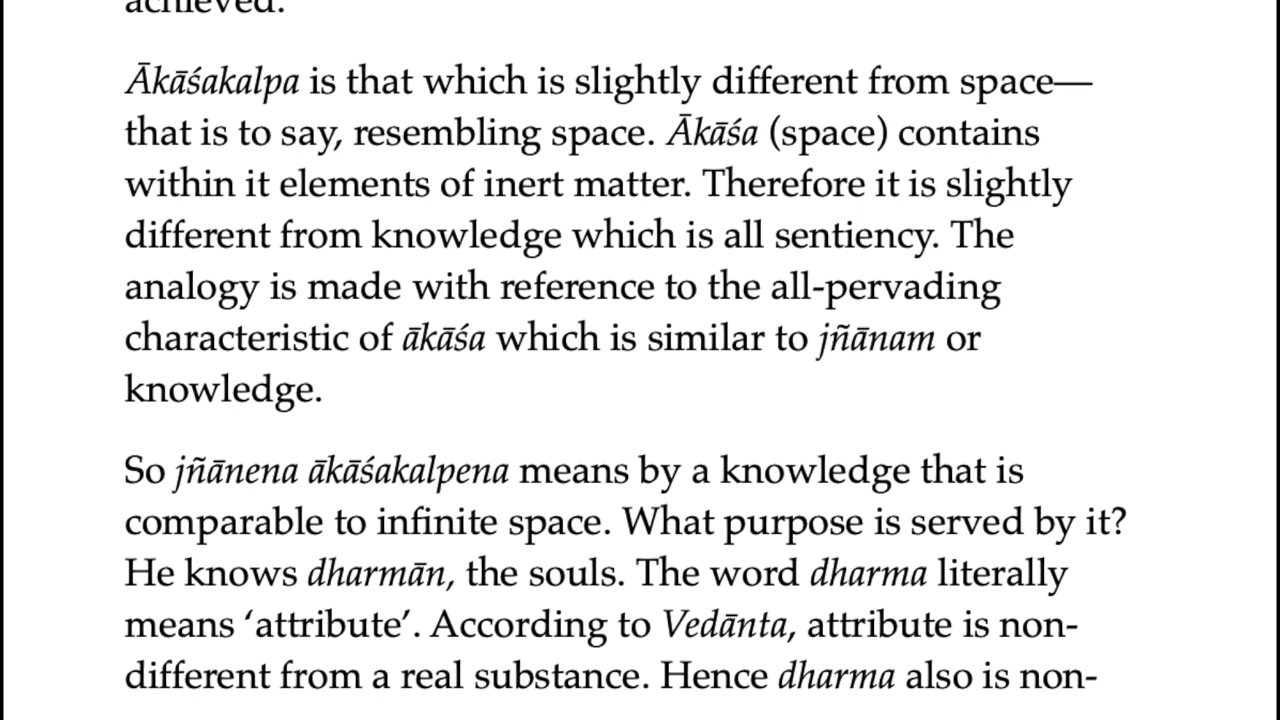 achieved.
Ākāśakalpa is that which is slightly different from space—
that is to say, resembling space. Ākāśa (space) contains
within it elements of inert matter. Therefore it is slightly
different from knowledge which is all sentiency. The
analogy is made with reference to the all-pervading
characteristic of ākāśa which is similar to jñānam or
knowledge.
So jñānena ākāśakalpena means by a knowledge that is
comparable to infinite space. What purpose is served by it?
He knows dharmān, the souls. The word dharma literally
means ‘attribute’. According to Vedānta, attribute is non-
different from a real substance. Hence dharma also is non-